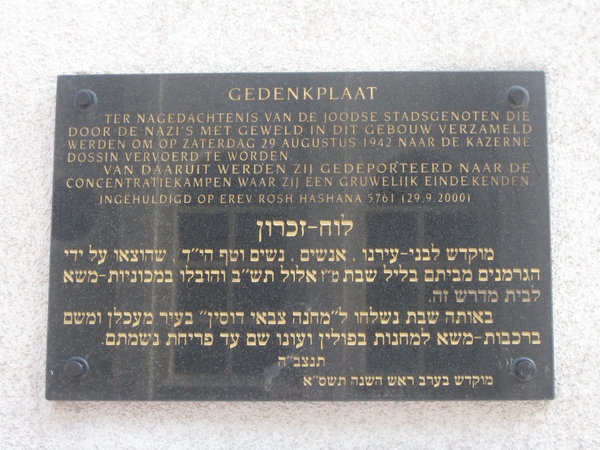 GEDENKPLAAT
TER NAGEDACHTENIS VAN DE JOODSE STADSGENOTEN DIE
DOOR DE NAZI'S MET GEWELD IN DIT GEBOUW VERZAMELD
WERDEN OM OP ZATERDAG 29 AUGUSTUS 1942 NAAR DE KAZERNE
DOSSIN VERVOERD TE WORDEN.
VAN DAARUIT WERDEN ZIJ GEDEPORTEERD NAAR DE
CONCENTRATIEKAMPEN WAAR ZIJ EEN GRUWELIJK EINDE KENDEN.
INGEHULDIGD OP EREV ROSH HASHANA 5761 (29.9.2000)
לוח-זכרון
מוקדש לבני-עירנו, אנשים, נשים וטף הי״ד, שהוצאו על ידי
הגרמנים מביתם בליל שבת ט״ז אלול תש״ב והובלו במכוניות-משא
לבית מדרש זה.
באותה שבת נשלחו ל״מחנה צבאי דוסין״ בעיר מעכלן ומשם
ברכבות-משא למחנות בפולין ועונו שם עד פריחת נשמתם.
תנצב״ה
מוקדש בערב ראש השנה תשס״א